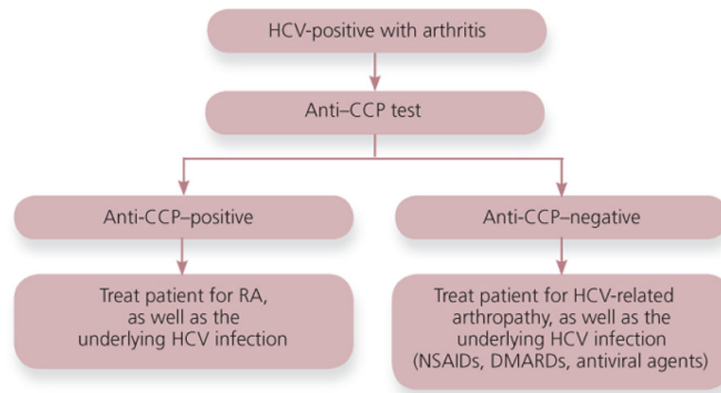 HCV-positive with arthritis
Anti–CCP test
Anti-CCP–positive
Anti-CCP–negative
Treat patient for RA,
as well as the
underlying HCV infection
Treat patient for HCV-related
arthropathy, as well as the
underlying HCV infection
(NSAIDs, DMARDs, antiviral agents)